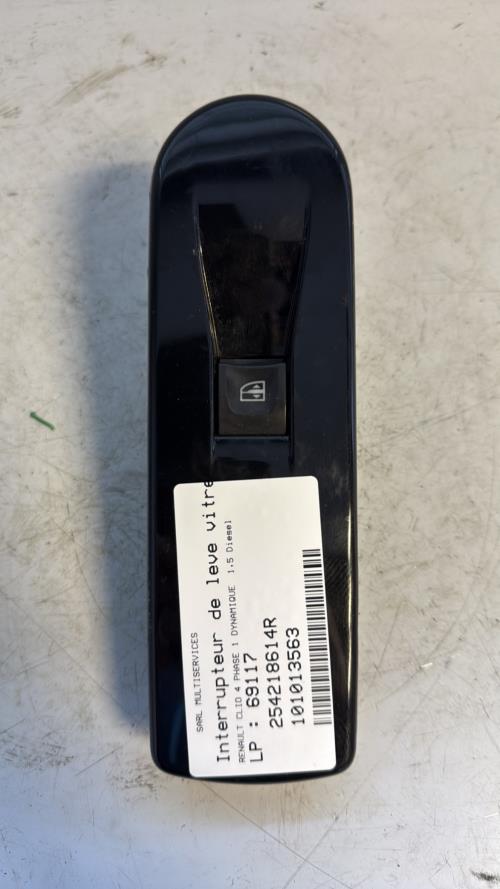 SARL MULTISERVICES
Interrupteur de leve vitre
RENAULT CLIO 4 PHASE 1 DYNAMIQUE 1.5 Diesel
LP : 69117
254218614R
101013563